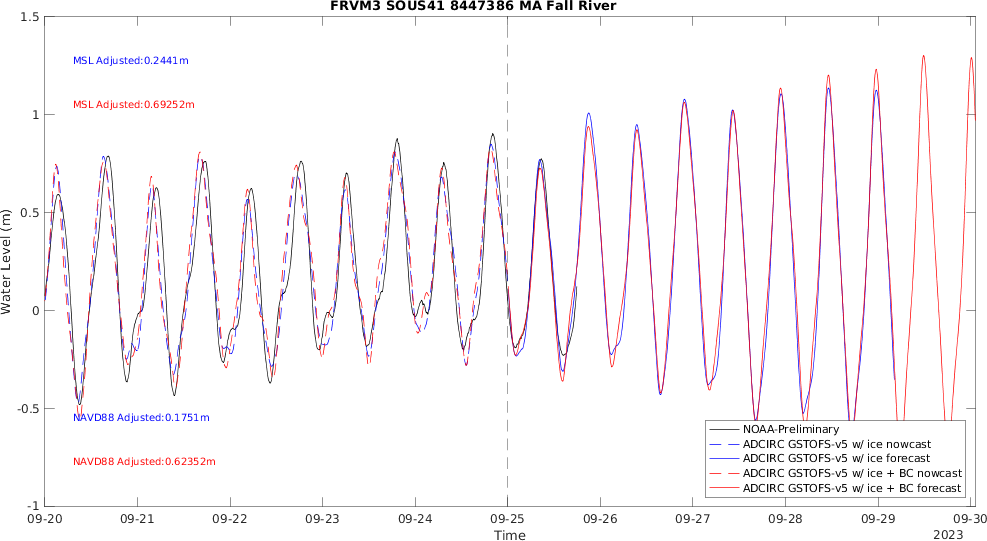 FRVM3 SOUS41 8447386 MA Fall River
1.5
1
0.5
0
-0.5
-1
Water Level (m)
MSL Adjusted:0.2441m
MSL Adjusted:0.69252m
NAVD88 Adjusted:0.1751m
NAVD88 Adjusted:0.62352m
NOAA-Preliminary
ADCIRC GSTOFS-v5 w/ ice nowcast
ADCIRC GSTOFS-v5 w/ ice forecast
ADCIRC GSTOFS-v5 w/ ice + BC nowcast
ADCIRC GSTOFS-v5 w/ ice + BC forecast
09-20 09-21 09-22 09-23 09-24 09-25 09-26 09-27 09-28 09-29 09-30
Time
2023